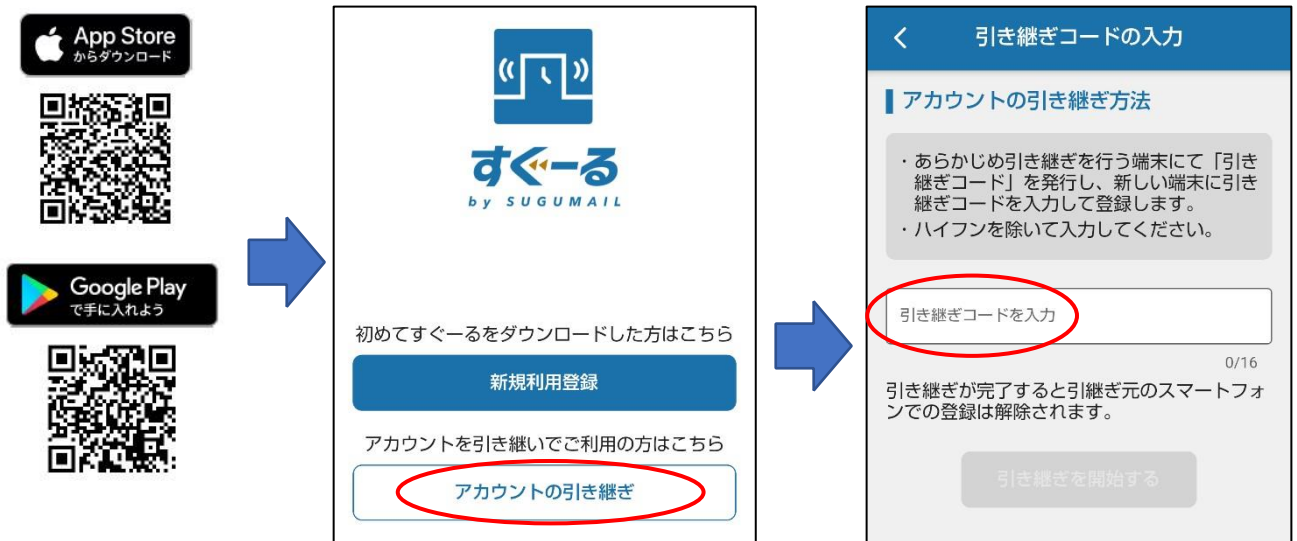 App Store
からダウンロード
Google Play
で手に入れよう
すぐーる
by SUGUMAIL
初めてすぐーるをダウンロードした方はこちら
新規利用登録
アカウントを引き継いでご利用の方はこちら
アカウントの引き継ぎ
引き継ぎコードの入力
アカウントの引き継ぎ方法
・あらかじめ引き継ぎを行う端末にて「引き
継ぎコード」を発行し、新しい端末に引き
継ぎコードを入力して登録します。
・ハイフンを除いて入力してください。
引き継ぎコードを入力
0/16
引き継ぎが完了すると引継ぎ元のスマートフォ
ンでの登録は解除されます。
引き継ぎを開始する